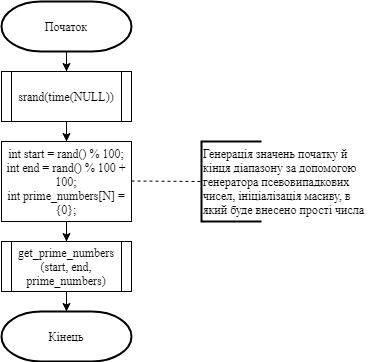 Початок
srand(time(NULL))
int start = rand() % 100;
int end = rand() % 100 +
100;
int prime_numbers[N] =
{0};
Генерація значень початку й
кінця діапазону за допомогою
генератора псевовипадкових
чисел, ініціалізація масиву, в
який буде внесено прості числа
get_prime_numbers
(start, end,
prime_numbers)
Кінець